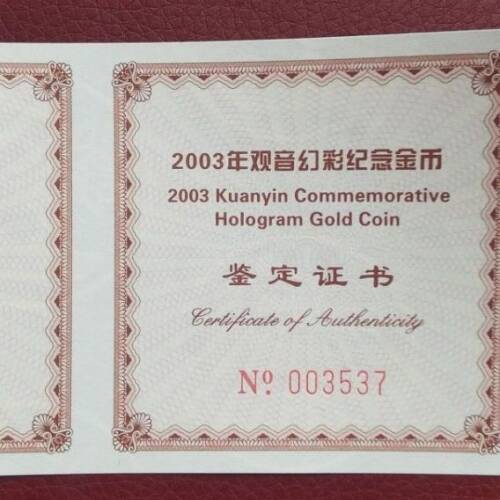 2003年观音幻彩纪念金币
2003 Kuanyin Commemorative
Hologram Gold Coin
鉴定证书
Certificate of Authenticity
Nº 003537